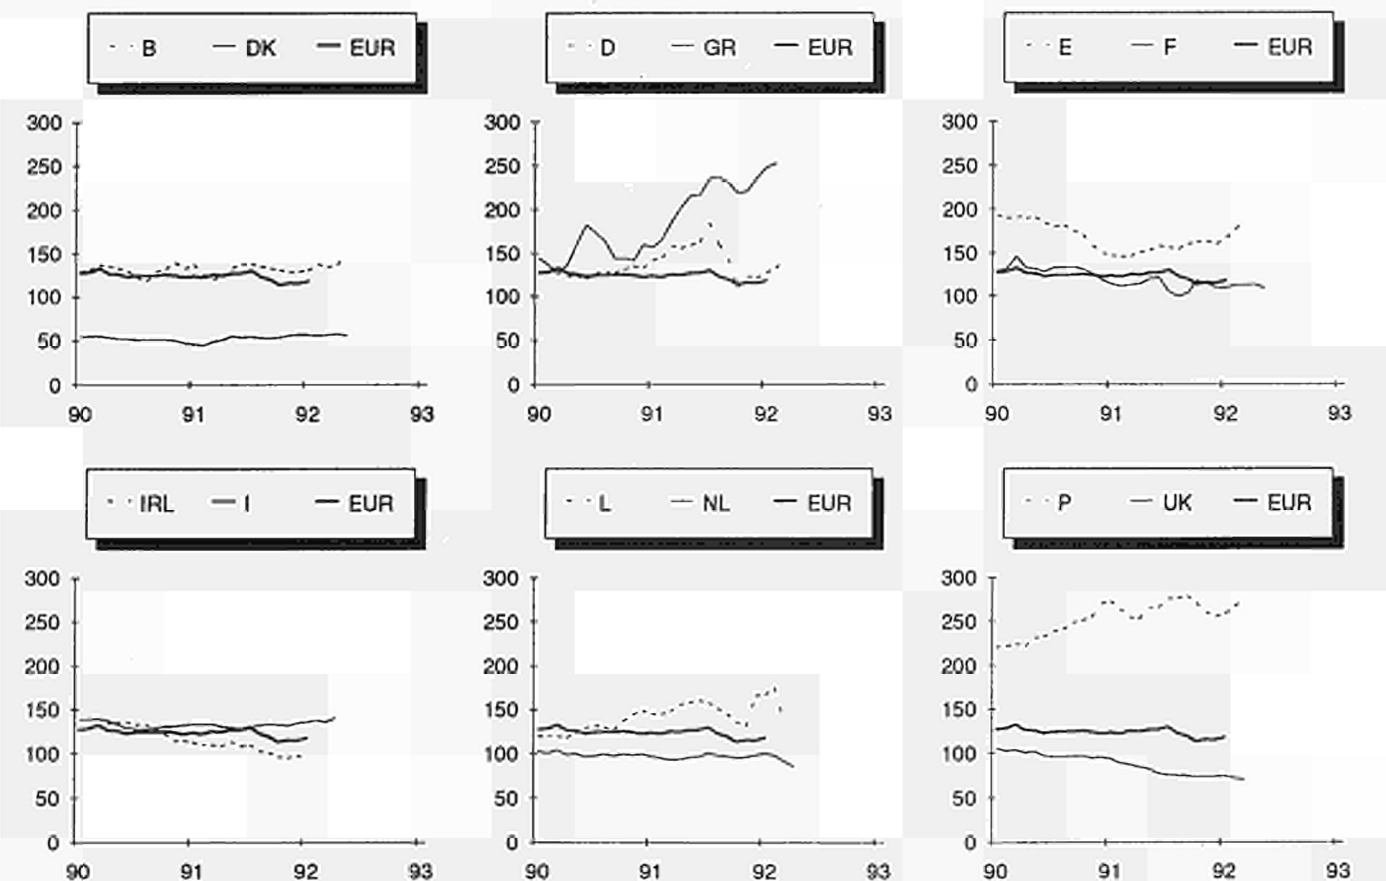 B DK EUR
D GR EUR
E F EUR
300 300 300
250 250 250
200 200 200
150 150 150
100 100 100
50 50 50
0 0 0
90 91 92 93 90 91 92 93 90 91 92 93
IRL I EUR
L NL EUR
P UK EUR
300 300 300
250 250 250
200 200 200
150 150 150
100 100 100
50 50 50
0 0 0
90 91 92 93 90 91 92 93 90 91 92 93